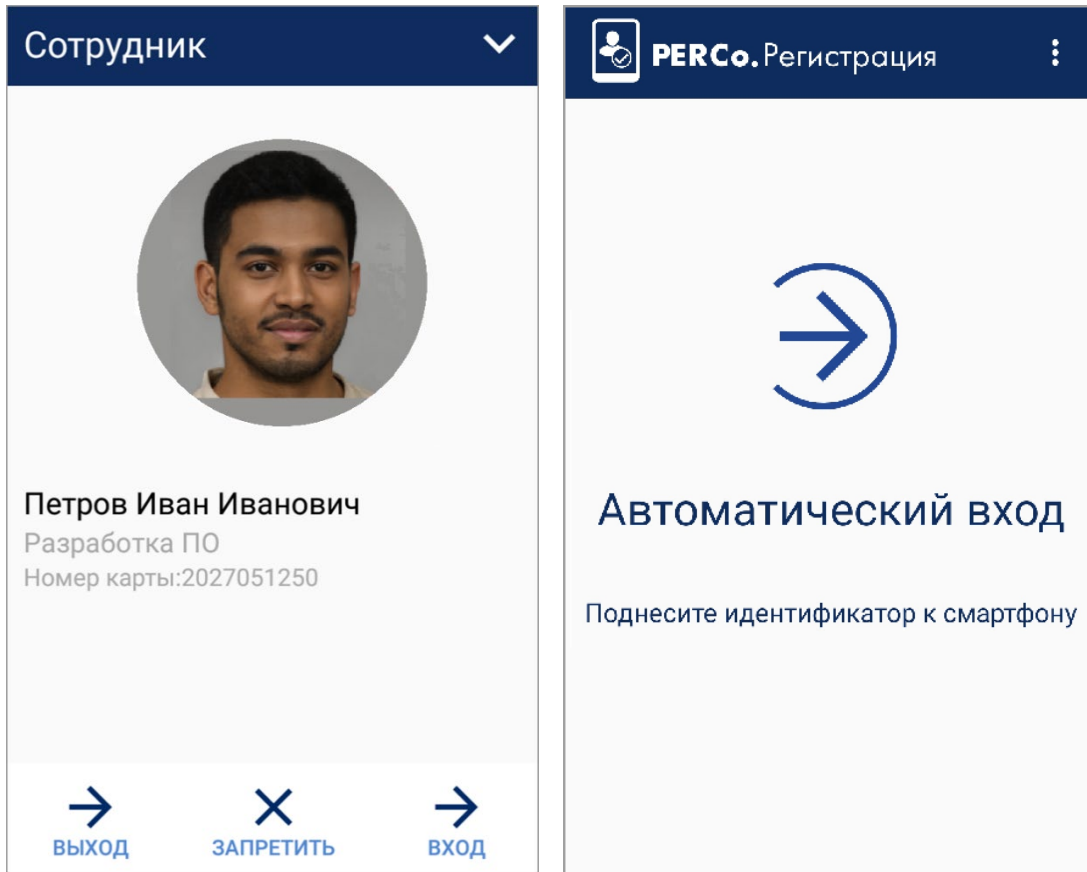 Сотрудник
Петров Иван Иванович
Разработка ПО
Номер карты:2027051250
ВЫХОД
ЗАПРЕТИТЬ
ВХОД
PERCo.Регистрация
Автоматический вход
Поднесите идентификатор к смартфону